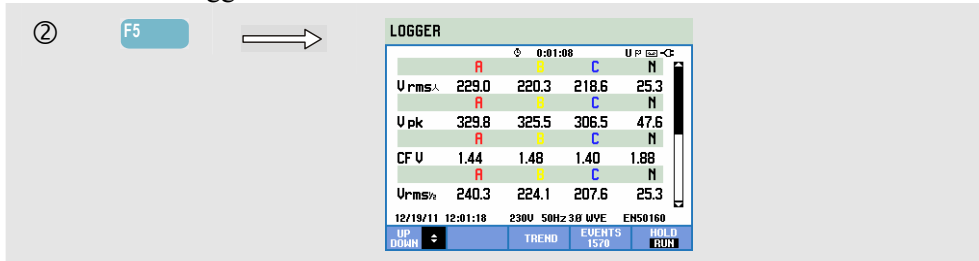 ② F5 LOGGER
0:01:08 U
A B C N
V rms 229.0 220.3 218.6 25.3
A B C N
V pk 329.8 325.5 306.5 47.6
A B C N
CF V 1.44 1.48 1.40 1.88
A B C N
Vrms½ 240.3 224.1 207.6 25.3
12/19/11 12:01:18 230V 50Hz 3Ø WYE EN50160
UP DOWN TREND EVENTS 1570 HOLD RUN